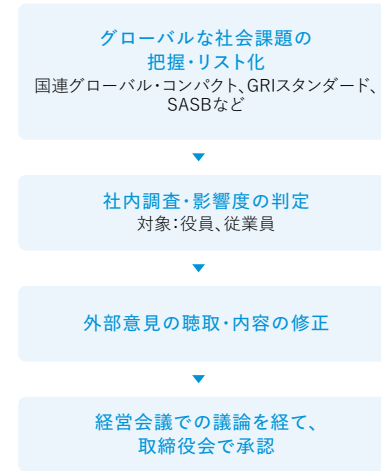 グローバルな社会課題の
把握・リスト化
国連グローバル・コンパクト、GRIスタンダード、
SASBなど
社内調査・影響度の判定
対象：役員、従業員
外部意見の聴取・内容の修正
経営会議での議論を経て、
取締役会で承認